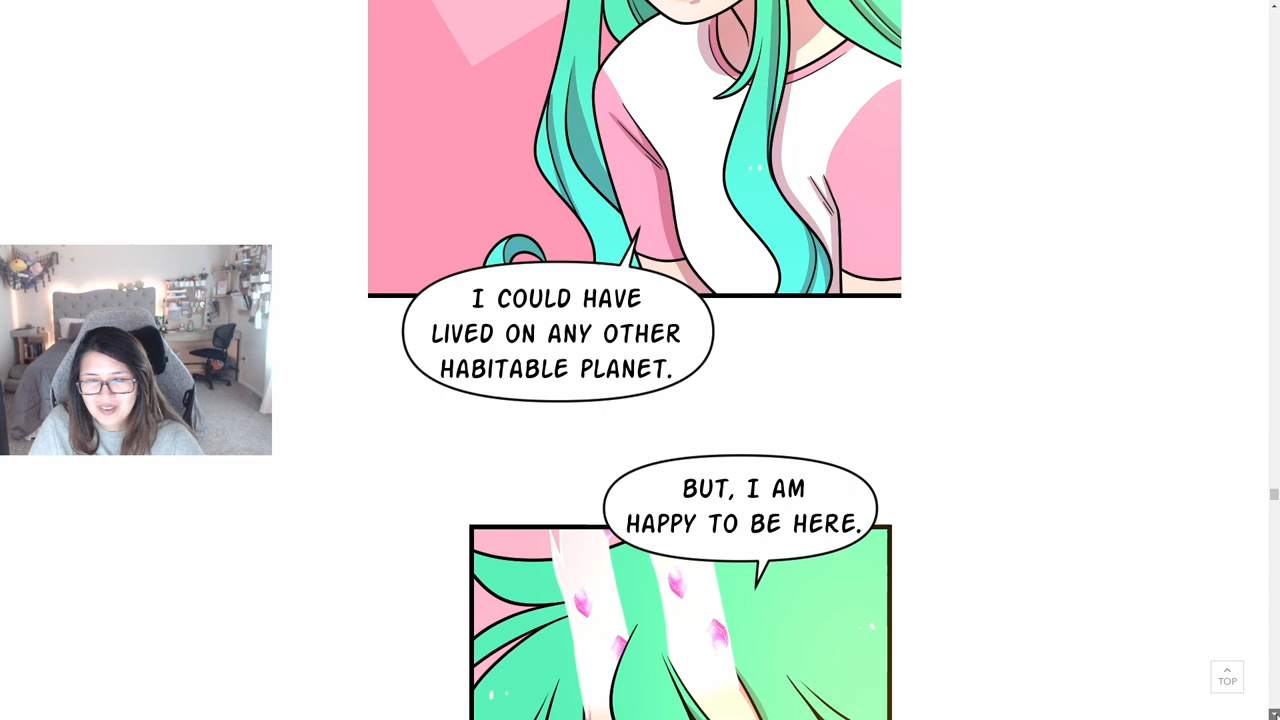 I COULD HAVE
LIVED ON ANY OTHER
HABITABLE PLANET.
BUT, I AM
HAPPY TO BE HERE.
TOP